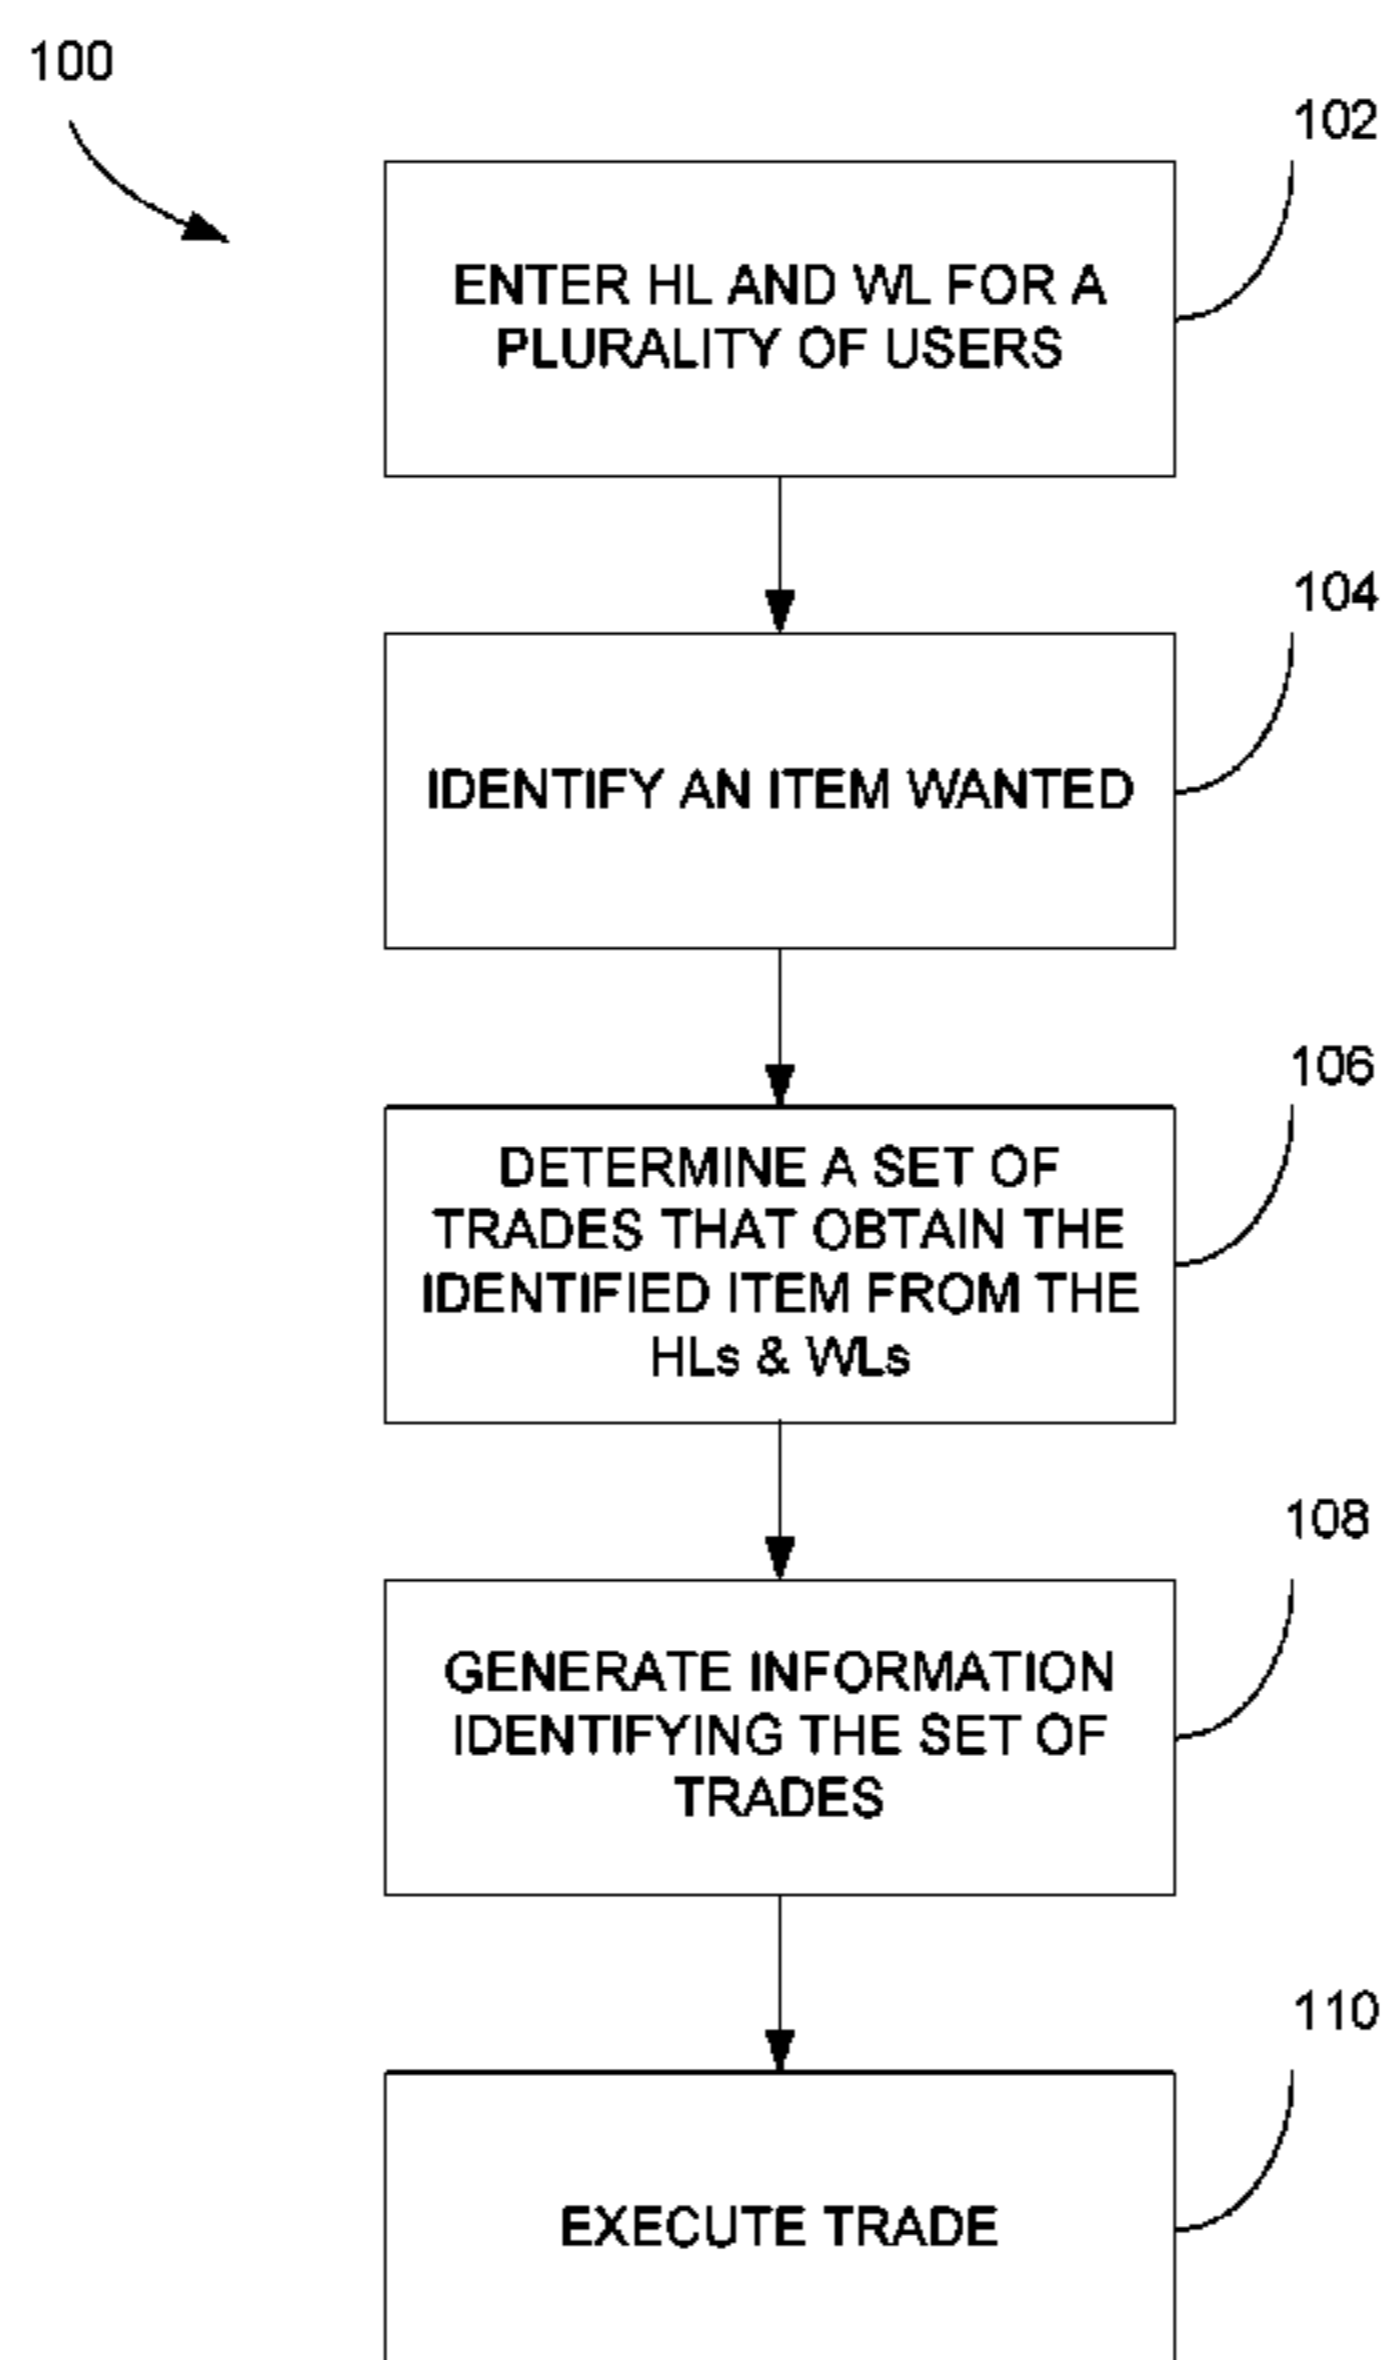 100
102
ENTER HL AND WL FOR A
PLURALITY OF USERS
104
IDENTIFY AN ITEM WANTED
106
DETERMINE A SET OF
TRADES THAT OBTAIN THE
IDENTIFIED ITEM FROM THE
HLs & WLs
108
GENERATE INFORMATION
IDENTIFYING THE SET OF
TRADES
110
EXECUTE TRADE